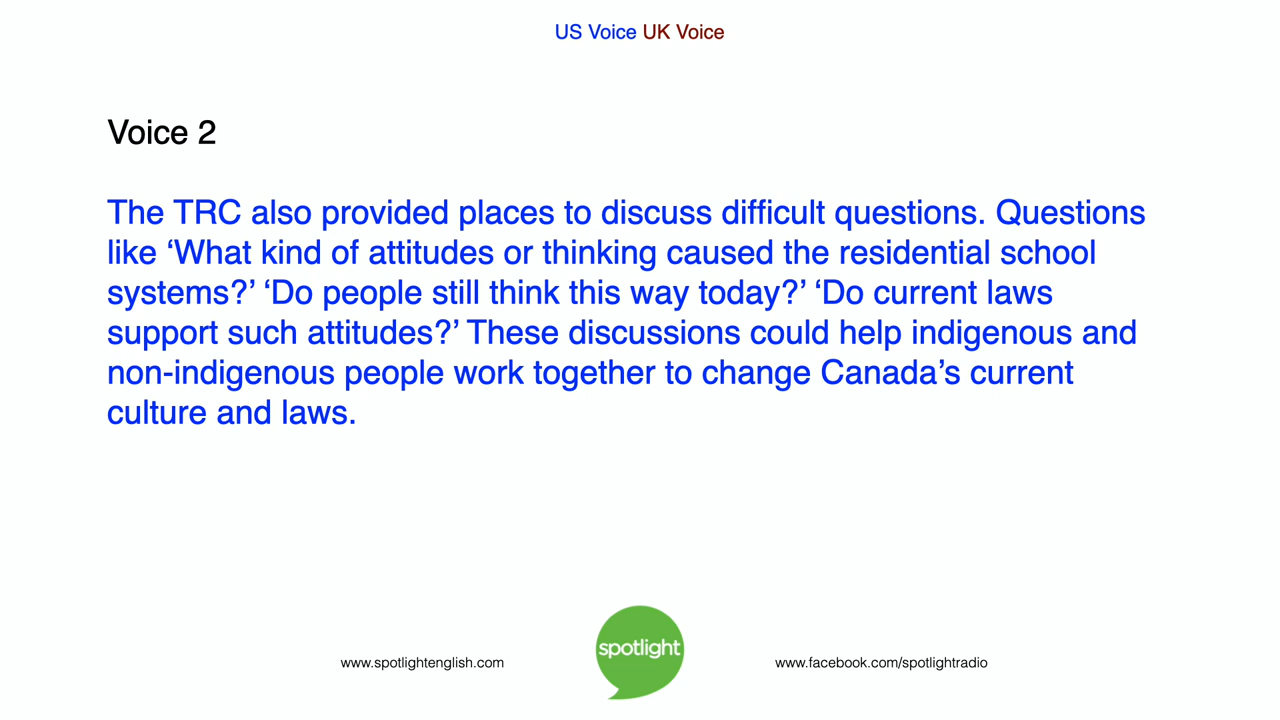 US Voice UK Voice
Voice 2
The TRC also provided places to discuss difficult questions. Questions
like ‘What kind of attitudes or thinking caused the residential school
systems?’ ‘Do people still think this way today?’ ‘Do current laws
support such attitudes?’ These discussions could help indigenous and
non-indigenous people work together to change Canada’s current
culture and laws.
www.spotlightenglish.com
spotlight
www.facebook.com/spotlightradio